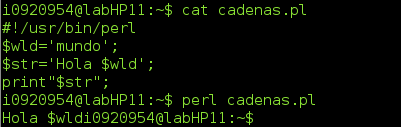 i0920954@labHP11:~$ cat cadenas.pl
#!/usr/bin/perl
$wld='mundo';
$str='Hola $wld';
print"$str";
i0920954@labHP11:~$ perl cadenas.pl
Hola $wldi0920954@labHP11:~$